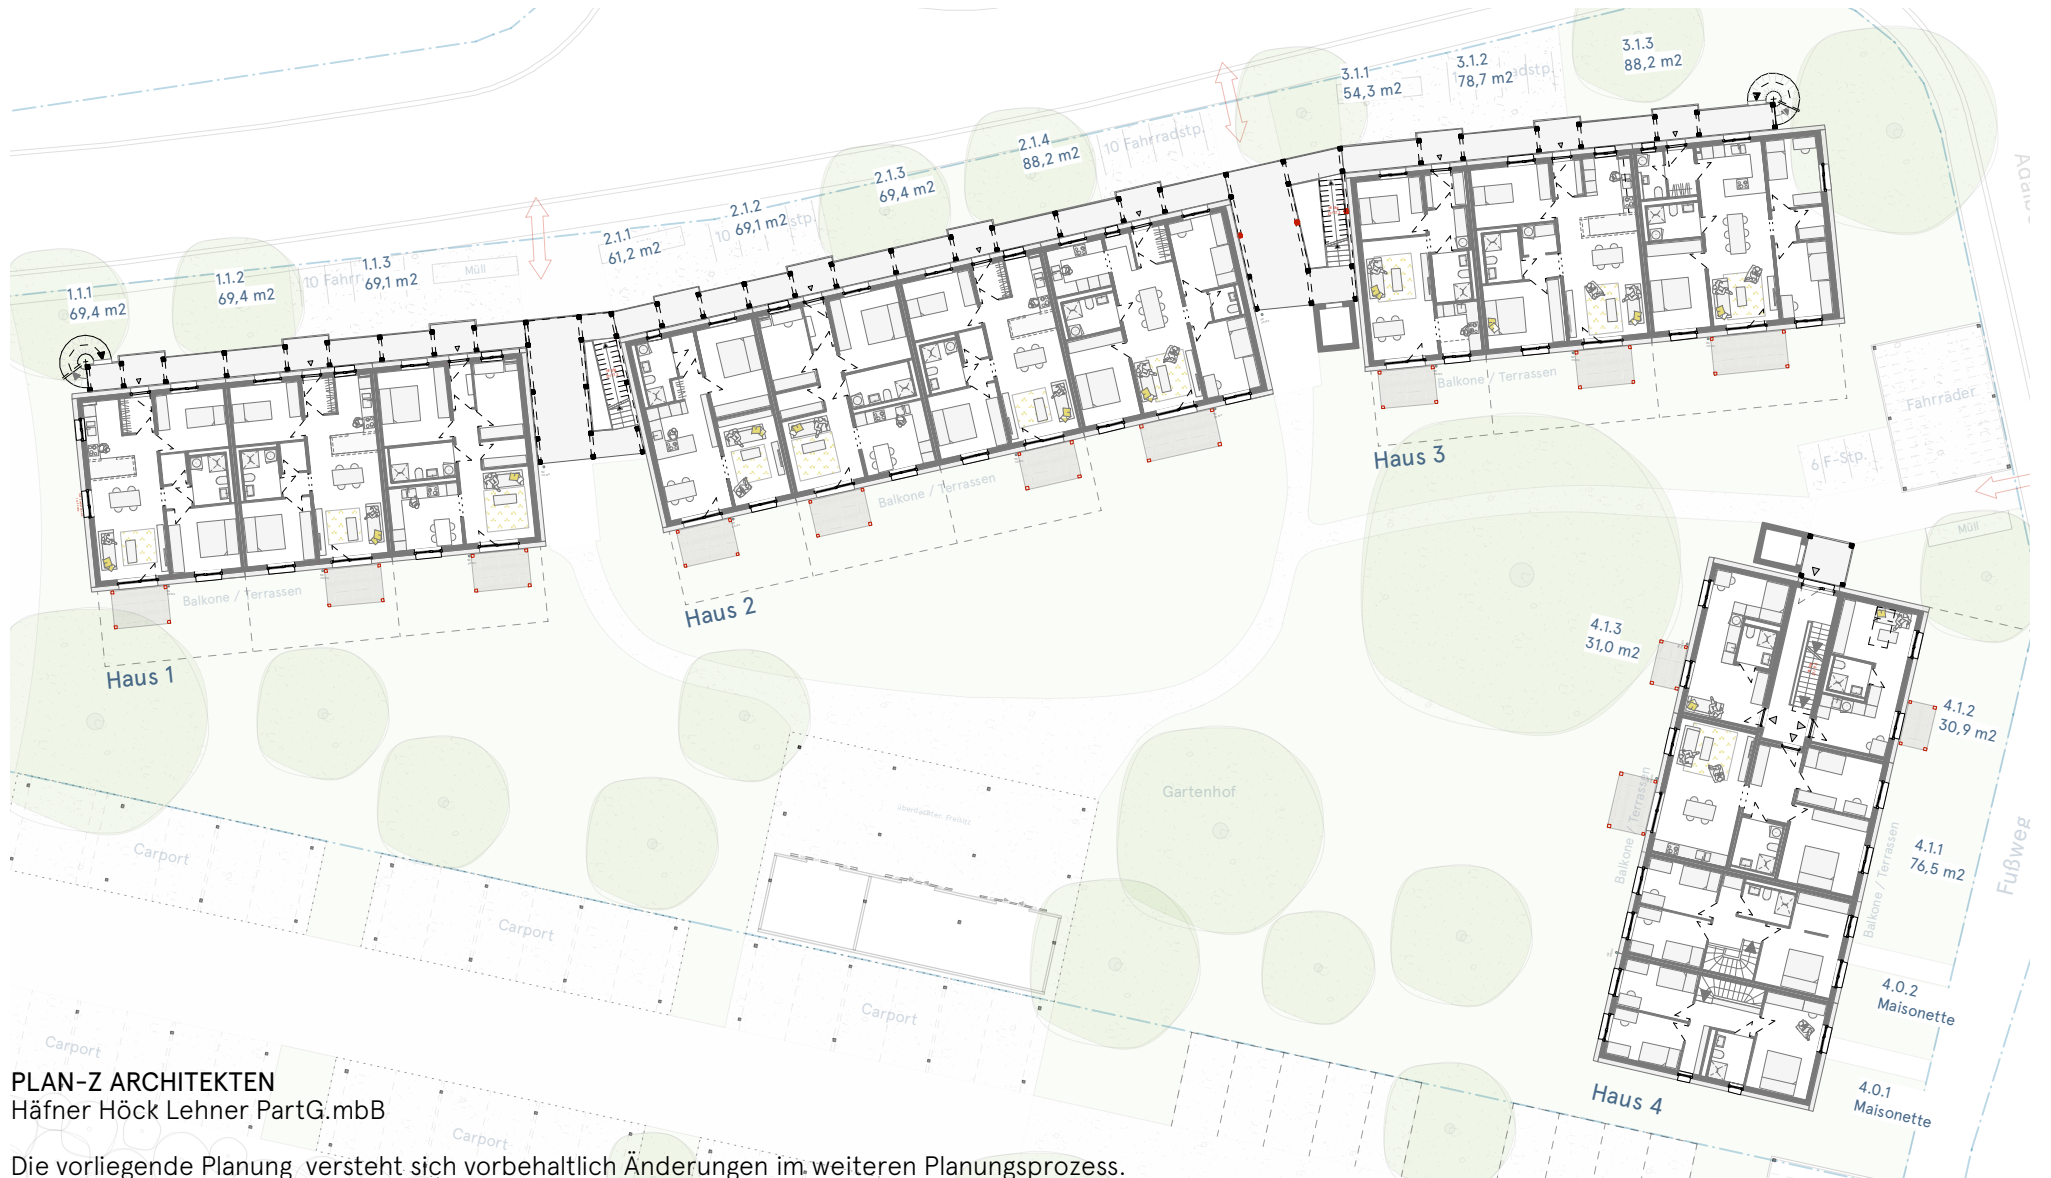 3.1.3
88,2 m2
3.1.2
78,7 m2
3.1.1
54,3 m2
2.1.4
88,2 m2
10 Fahrradstp.
2.1.3
69,4 m2
2.1.2
69,1 m2
2.1.1
61,2 m2
1.1.3
69,1 m2
Müll
1.1.2
69,4 m2
1.1.1
69,4 m2
Balkone / Terrassen
Haus 1
Balkone / Terrassen
Haus 2
Balkone / Terrassen
Haus 3
Fahrräder
6 F-Stp.
Müll
4.1.3
31,0 m2
4.1.2
30,9 m2
Balkone / Terrassen
4.1.1
76,5 m2
Balkone / Terrassen
Fußweg
4.0.2
Maisonette
4.0.1
Maisonette
Haus 4
Gartenhof
Carport
Carport
Carport
Carport
Carport
PLAN-Z ARCHITEKTEN
Häfner Höck Lehner PartG.mbB
Die vorliegende Planung versteht sich vorbehaltlich Änderungen im weiteren Planungsprozess.